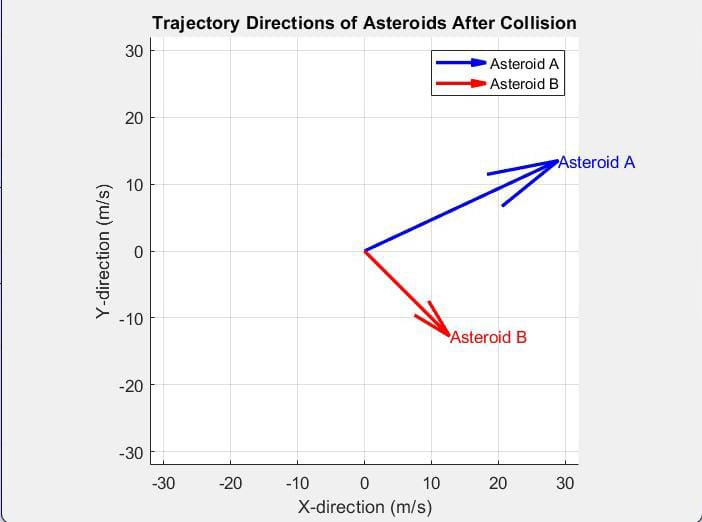 Trajectory Directions of Asteroids After Collision
Asteroid A
Asteroid B
30
20
10
0
-10
-20
-30
Y-direction (m/s)
Asteroid A
Asteroid B
-30 -20 -10 0 10 20 30
X-direction (m/s)